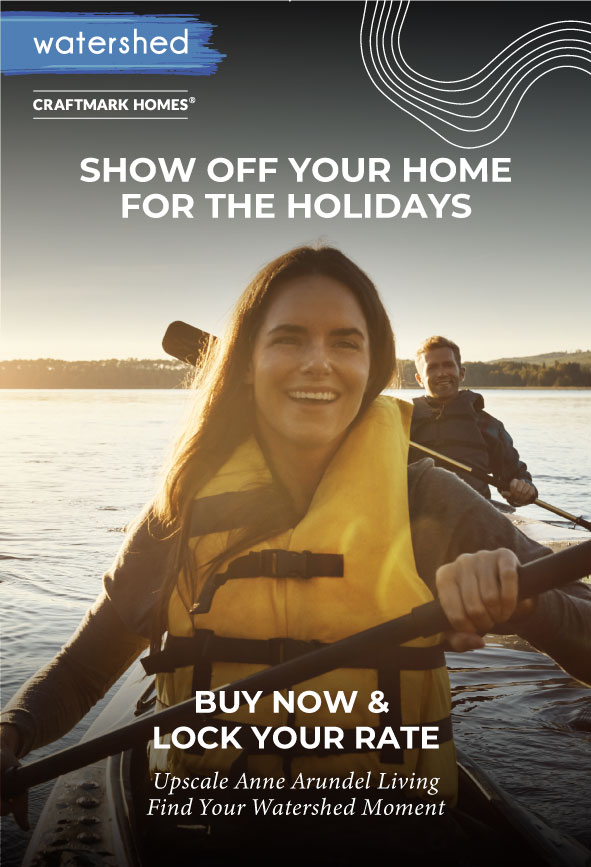 watershed
CRAFTMARK HOMES®
SHOW OFF YOUR HOME
FOR THE HOLIDAYS
BUY NOW &
LOCK YOUR RATE
Upscale Anne Arundel Living
Find Your Watershed Moment